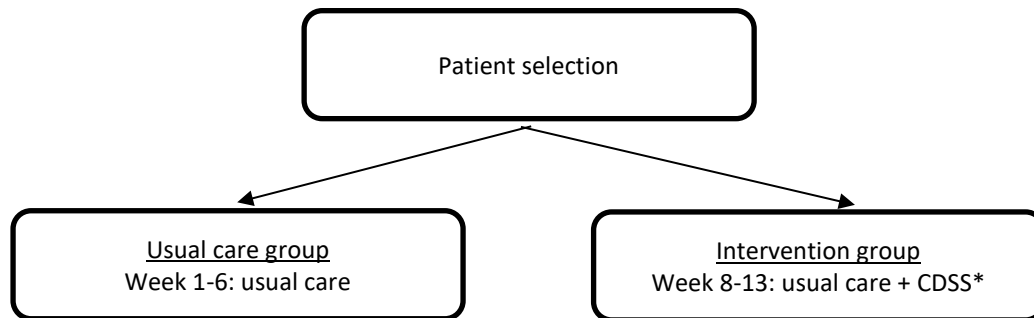 Patient selection
Usual care group
Week 1-6: usual care
Intervention group
Week 8-13: usual care + CDSS*